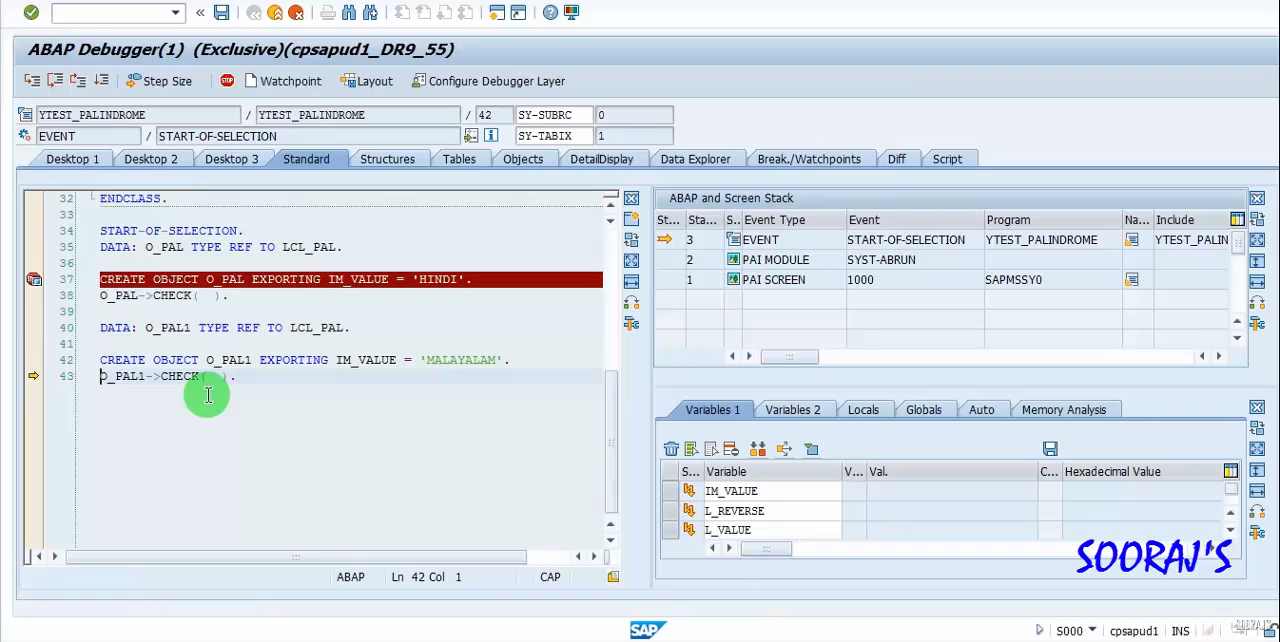 ABAP Debugger(1)  (Exclusive)(cpsapud1_DR9_55)
Step Size Watchpoint Layout Configure Debugger Layer
YTEST_PALINDROME / YTEST_PALINDROME / 42 SY-SUBRC 0
EVENT / START-OF-SELECTION SY-TABIX 1
Desktop 1 Desktop 2 Desktop 3 Standard Structures Tables Objects DetailDisplay Data Explorer Break./Watchpoints Diff Script
32 ENDCLASS.
33
34 START-OF-SELECTION.
35 DATA: O_PAL TYPE REF TO LCL_PAL.
36
37 CREATE OBJECT O_PAL EXPORTING IM_VALUE = 'HINDI'.
38 O_PAL->CHECK(  ).
39
40 DATA: O_PAL1 TYPE REF TO LCL_PAL.
41
42 CREATE OBJECT O_PAL1 EXPORTING IM_VALUE = 'MALAYALAM'.
43 O_PAL1->CHECK(  ).
ABAP Ln 42 Col 1 CAP
ABAP and Screen Stack
St... Sta... S.. Event Type Event Program Na... Include
3 EVENT START-OF-SELECTION YTEST_PALINDROME YTEST_PALIN
2 PAI MODULE SYST-ABRUN
1 PAI SCREEN 1000 SAPMSSY0
Variables 1 Variables 2 Locals Globals Auto Memory Analysis
S... Variable V... Val. C... Hexadecimal Value
IM_VALUE
L_REVERSE
L_VALUE
SOORAJ'S
SAP S000 cpsapud1 INS